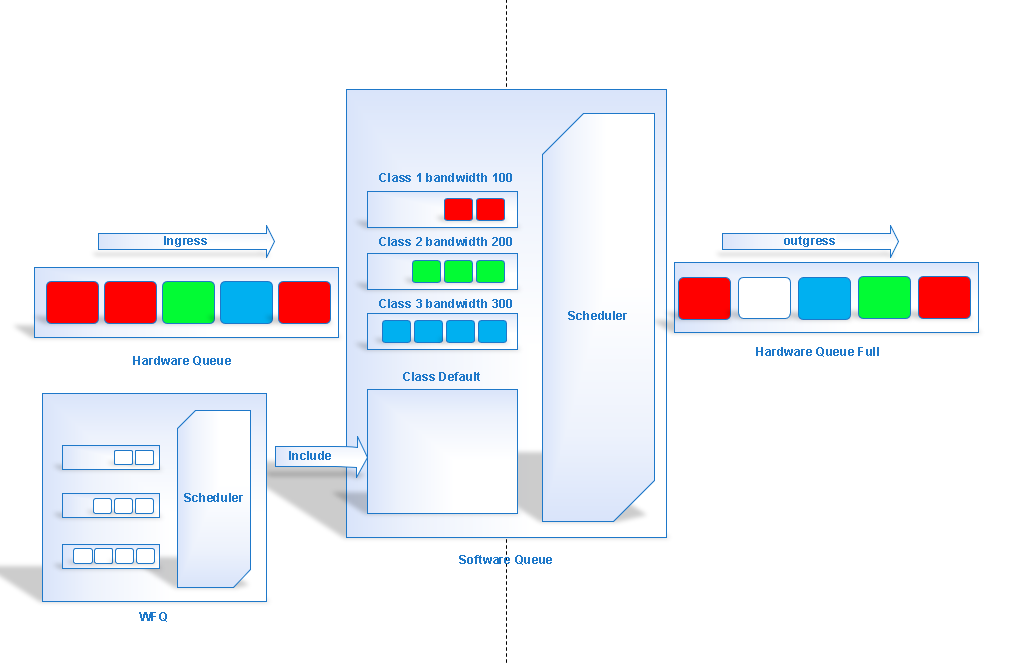 Class 1 bandwidth 100
Ingress
Class 2 bandwidth 200
outgress
Class 3 bandwidth 300
Scheduler
Hardware Queue
Hardware Queue Full
Class Default
Include
Scheduler
Software Queue
WFQ